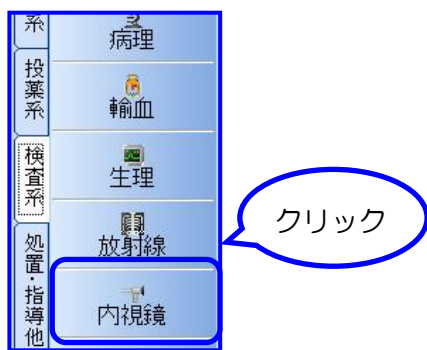 系
投薬系
検査系
処置・指導他
病理
輸血
生理
放射線
内視鏡
クリック